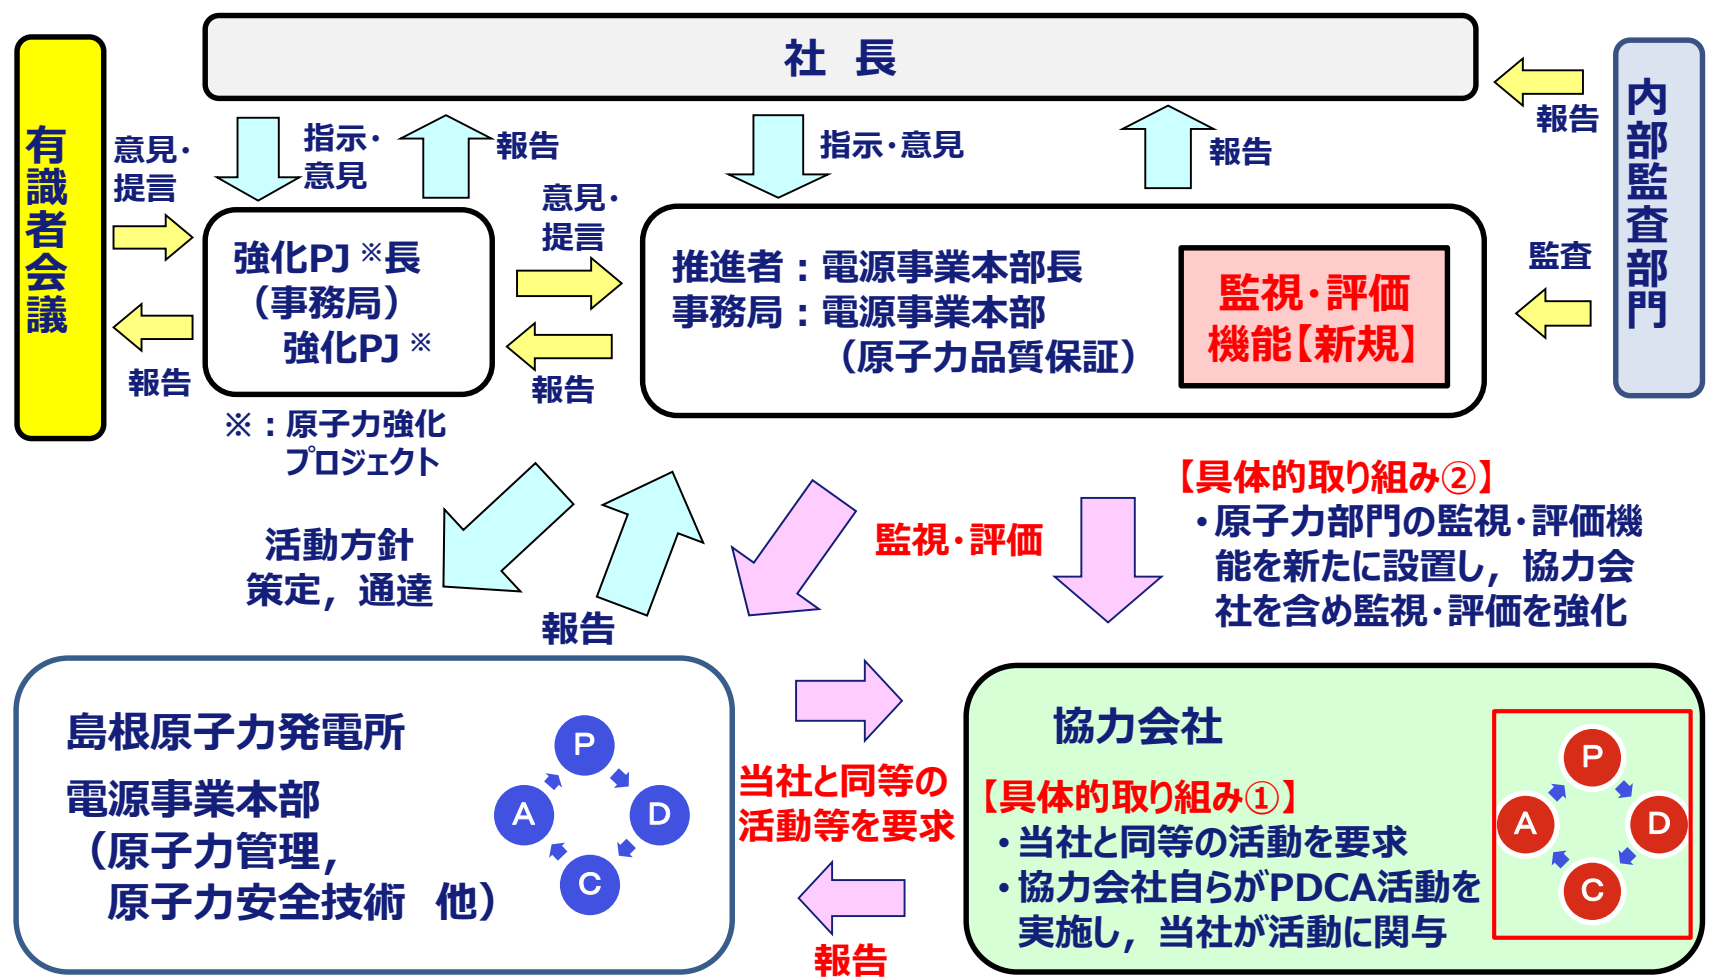 社 長
有識者会議
内部監査部門
意見・
提言
指示・
意見
報告
指示・意見
報告
報告
意見・
提言
監査
報告
報告
強化PJ※長
（事務局）
強化PJ※
※：原子力強化
プロジェクト
推進者：電源事業本部長
事務局：電源事業本部
（原子力品質保証）
監視・評価
機能【新規】
活動方針
策定，通達
報告
監視・評価
【具体的取り組み②】
・原子力部門の監視・評価機
能を新たに設置し，協力会
社を含め監視・評価を強化
島根原子力発電所
電源事業本部
（原子力管理，
原子力安全技術 他）
P
A
D
C
当社と同等の
活動等を要求
報告
協力会社
【具体的取り組み①】
・当社と同等の活動を要求
・協力会社自らがPDCA活動を
実施し，当社が活動に関与
P
A
D
C